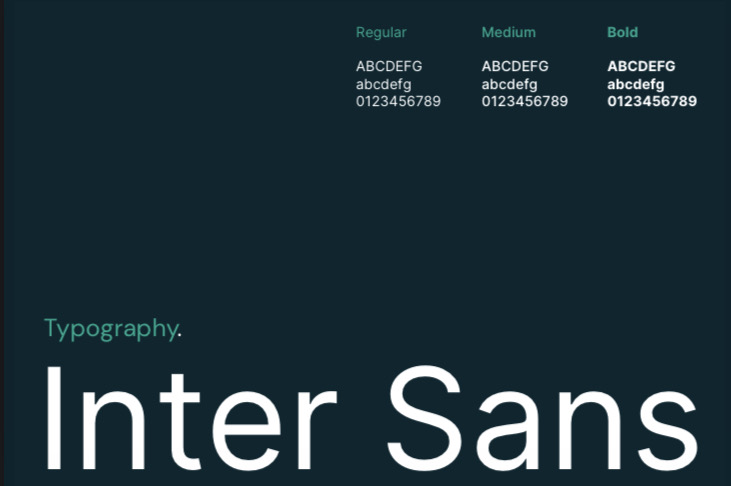 Regular
ABCDEFG
abcdefg
0123456789
Medium
ABCDEFG
abcdefg
0123456789
Bold
ABCDEFG
abcdefg
0123456789
Typography.
Inter Sans